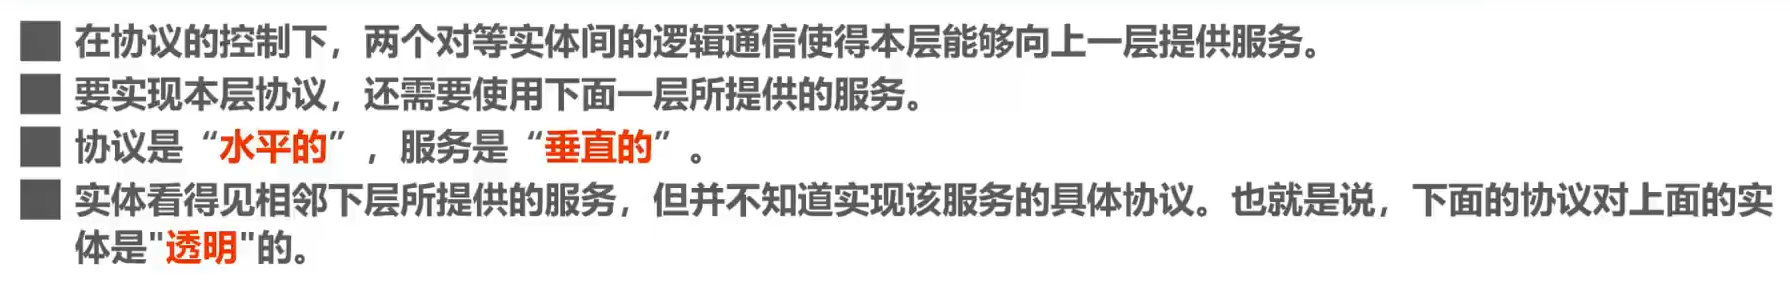 在协议的控制下，两个对等实体间的逻辑通信使得本层能够向上一层提供服务。
要实现本层协议，还需要使用下面一层所提供的服务。
协议是“水平的”，服务是“垂直的”。
实体看得见相邻下层所提供的服务，但并不知道实现该服务的具体协议。也就是说，下面的协议对上面的实
体是"透明"的。